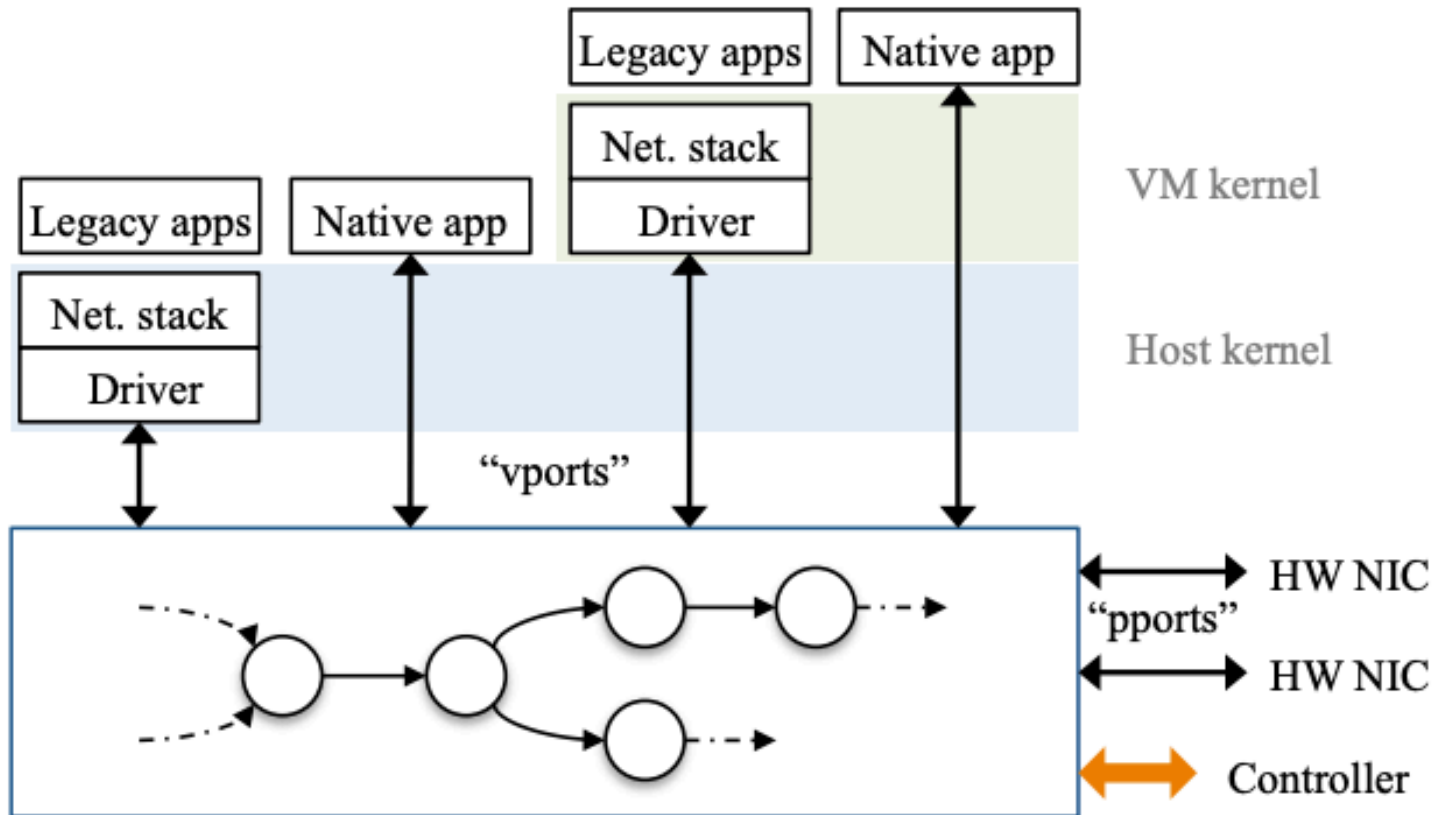 Legacy apps
Native app
Net. stack
Driver
VM kernel
Legacy apps
Native app
Net. stack
Driver
Host kernel
“vports”
HW NIC
“pports”
HW NIC
Controller